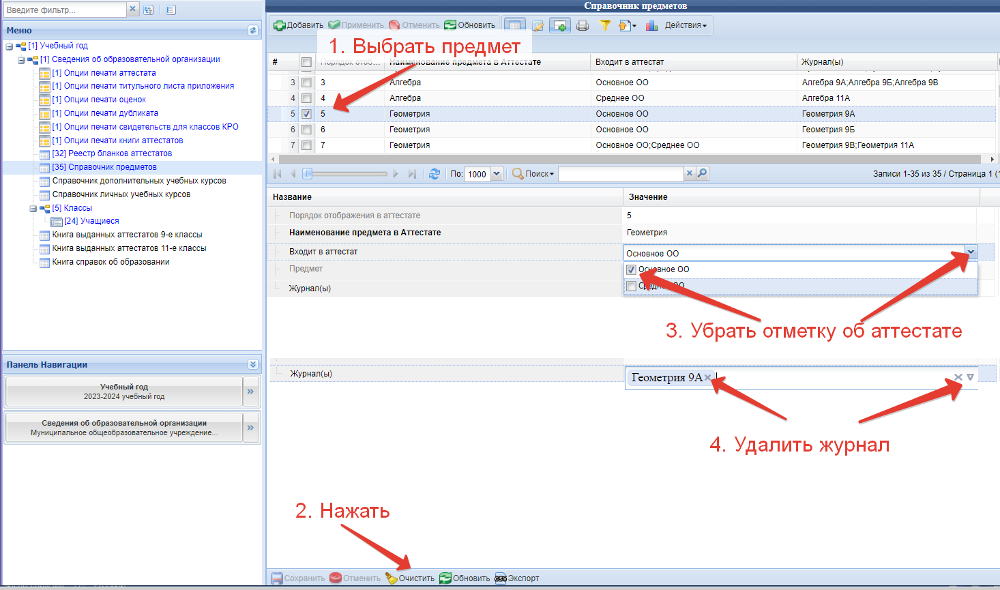 Введите фильтр...
Меню
[1] Учебный год
[1] Сведения об образовательной организации
[1] Опции печати аттестата
[1] Опции печати титульного листа приложения
[1] Опции печати оценок
[1] Опции печати дубликата
[1] Опции печати свидетельств для классов КРО
[1] Опции печати книги аттестатов
[32] Реестр бланков аттестатов
[35] Справочник предметов
Справочник дополнительных учебных курсов
Справочник личных учебных курсов
[5] Классы
[24] Учащиеся
Книга выданных аттестатов 9-е классы
Книга выданных аттестатов 11-е классы
Книга справок об образовании
Панель Навигации
Учебный год
2023-2024 учебный год
Сведения об образовательной организации
Муниципальное общеобразовательное учреждение...
Справочник предметов
Добавить Применить Отменить Обновить Действия
1. Выбрать предмет
# Порядок отоб... Наименование предмета в Аттестате Входит в аттестат Журнал(ы)
3 3 Алгебра Основное ОО Алгебра 9А;Алгебра 9Б;Алгебра 9В
4 4 Алгебра Среднее ОО Алгебра 11А
5 5 Геометрия Основное ОО Геометрия 9А
6 6 Геометрия Основное ОО Геометрия 9Б
7 7 Геометрия Основное ОО;Среднее ОО Геометрия 9В;Геометрия 11А
По: 1000 Поиск Записи 1-35 из 35 / Страница 1 (
Название Значение
Порядок отображения в аттестате 5
Наименование предмета в Аттестате Геометрия
Входит в аттестат Основное ОО
Предмет Основное ОО
Журнал(ы) Среднее ОО
3. Убрать отметку об аттестате
Журнал(ы) Геометрия 9А
4. Удалить журнал
2. Нажать
Сохранить Отменить Очистить Обновить CSV Экспорт